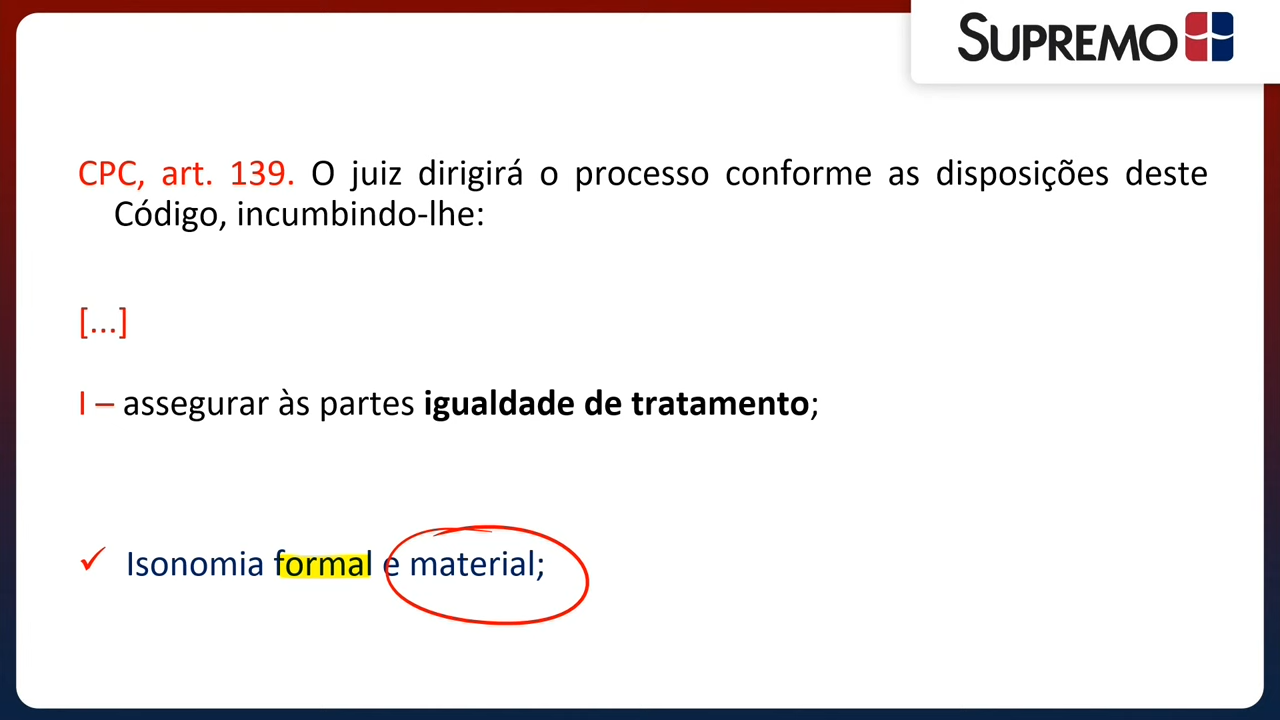 SUPREMO
CPC, art. 139. O juiz dirigirá o processo conforme as disposições deste
Código, incumbindo-lhe:
[...]
I – assegurar às partes igualdade de tratamento;
✓ Isonomia formal e material;